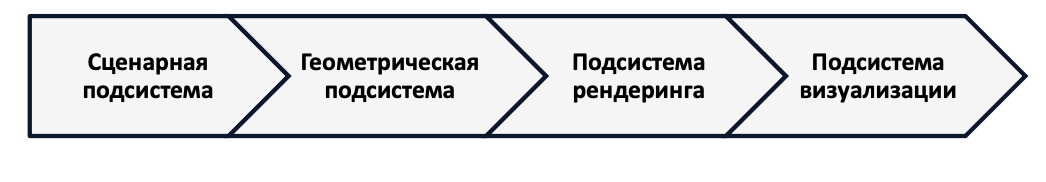 Сценарная
подсистема
Геометрическая
подсистема
Подсистема
рендеринга
Подсистема
визуализации